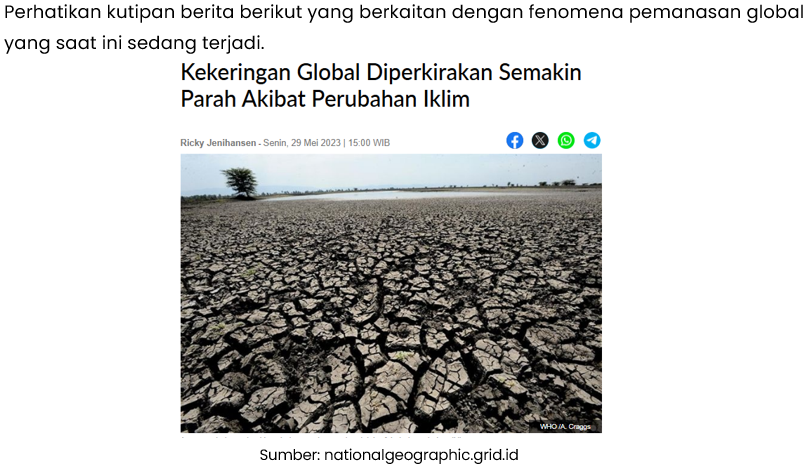 Perhatikan kutipan berita berikut yang berkaitan dengan fenomena pemanasan global
yang saat ini sedang terjadi.
Kekeringan Global Diperkirakan Semakin
Parah Akibat Perubahan Iklim
Ricky Jenihansen - Senin, 29 Mei 2023 | 15:00 WIB
WHO /A. Craggs
Sumber: nationalgeographic.grid.id